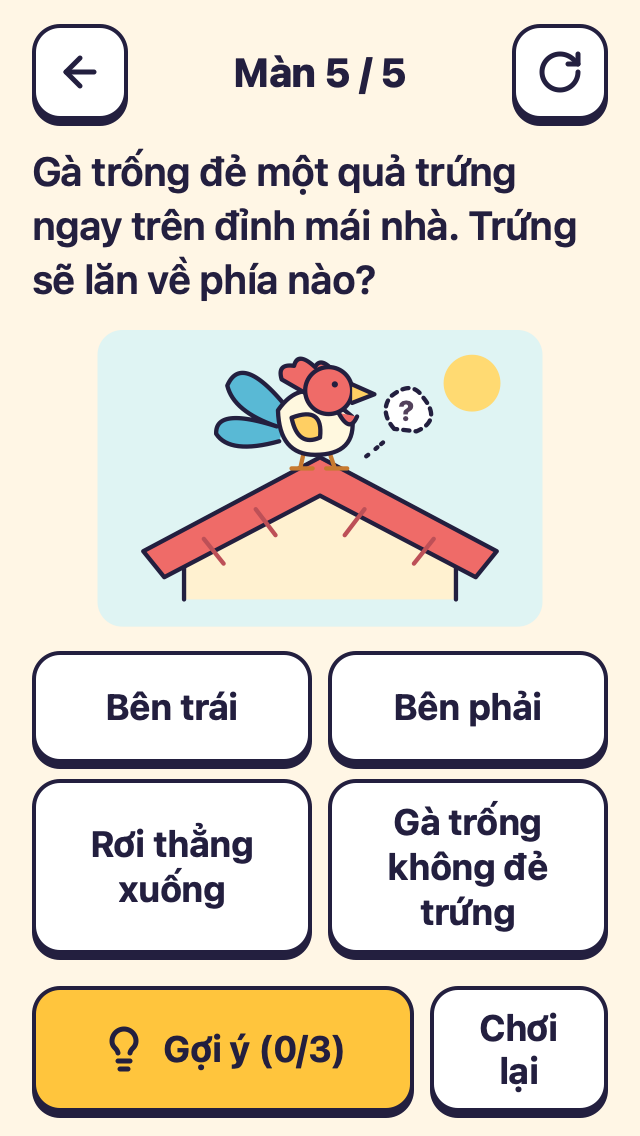 Màn 5 / 5
Gà trống đẻ một quả trứng
ngay trên đỉnh mái nhà. Trứng
sẽ lăn về phía nào?
?
Bên trái
Bên phải
Rơi thẳng
xuống
Gà trống
không đẻ
trứng
Gợi ý (0/3)
Chơi
lại